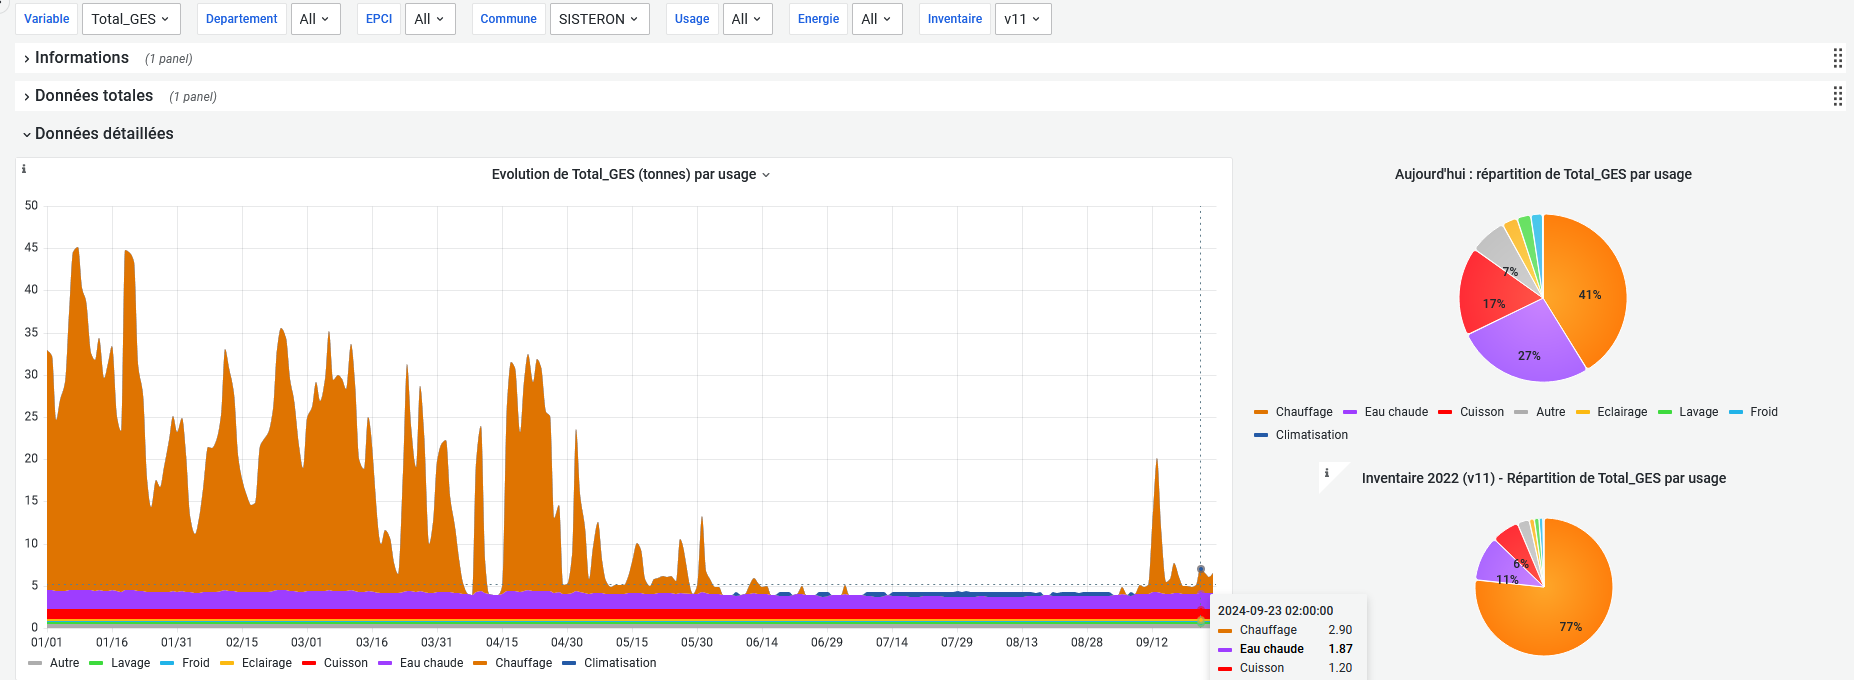 Variable Total_GES Departement All EPCI All Commune SISTERON Usage All Energie All Inventaire v11
Informations (1 panel)
Données totales (1 panel)
Données détaillées
Evolution de Total_GES (tonnes) par usage
50
45
40
35
30
25
20
15
10
5
0
01/01 01/16 01/31 02/15 03/01 03/16 03/31 04/15 04/30 05/15 05/30 06/14 06/29 07/14 07/29 08/13 08/28 09/12
Autre Lavage Froid Eclairage Cuisson Eau chaude Chauffage Climatisation
2024-09-23 02:00:00
Chauffage 2.90
Eau chaude 1.87
Cuisson 1.20
Aujourd'hui : répartition de Total_GES par usage
7%
41%
17%
27%
Chauffage Eau chaude Cuisson Autre Eclairage Lavage Froid
Climatisation
Inventaire 2022 (v11) - Répartition de Total_GES par usage
6%
11%
77%